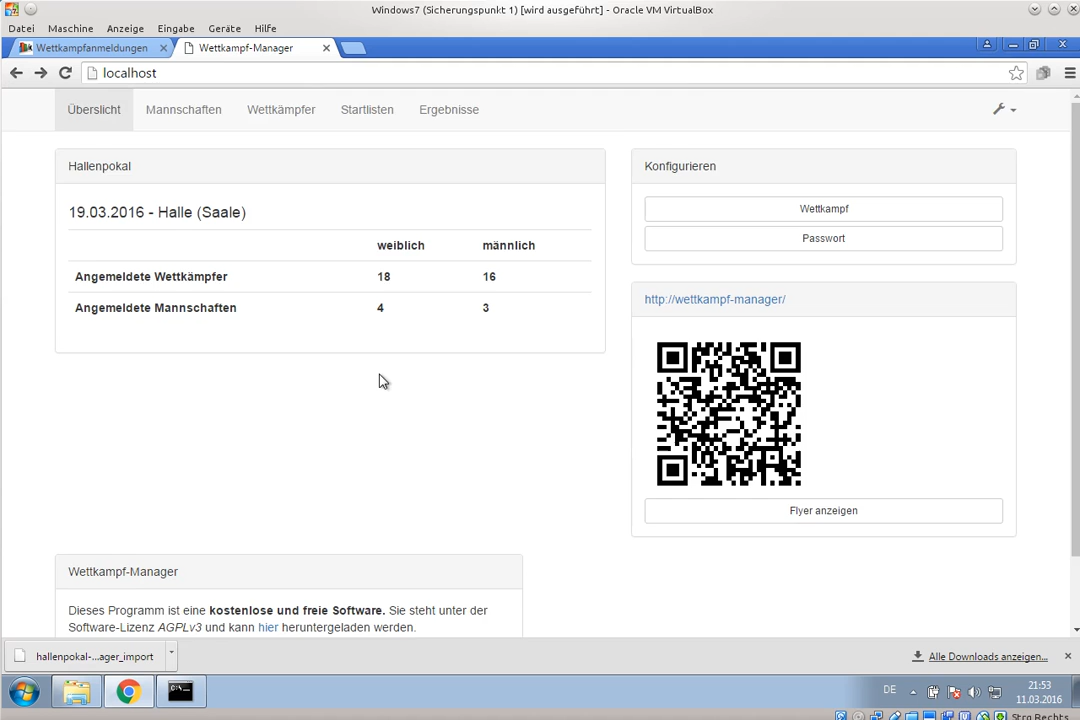 Windows7 (Sicherungspunkt 1) [wird ausgeführt] - Oracle VM VirtualBox
Datei Maschine Anzeige Eingabe Geräte Hilfe
Wettkampfanmeldungen Wettkampf-Manager
localhost
Überslicht Mannschaften Wettkämpfer Startlisten Ergebnisse
Hallenpokal
19.03.2016 - Halle (Saale)
weiblich männlich
Angemeldete Wettkämpfer 18 16
Angemeldete Mannschaften 4 3
Konfigurieren
Wettkampf
Passwort
http://wettkampf-manager/
Flyer anzeigen
Wettkampf-Manager
Dieses Programm ist eine kostenlose und freie Software. Sie steht unter der
Software-Lizenz AGPLv3 und kann hier heruntergeladen werden.
hallenpokal-...ager_import Alle Downloads anzeigen...
DE 21:53
11.03.2016
Strg Rechts